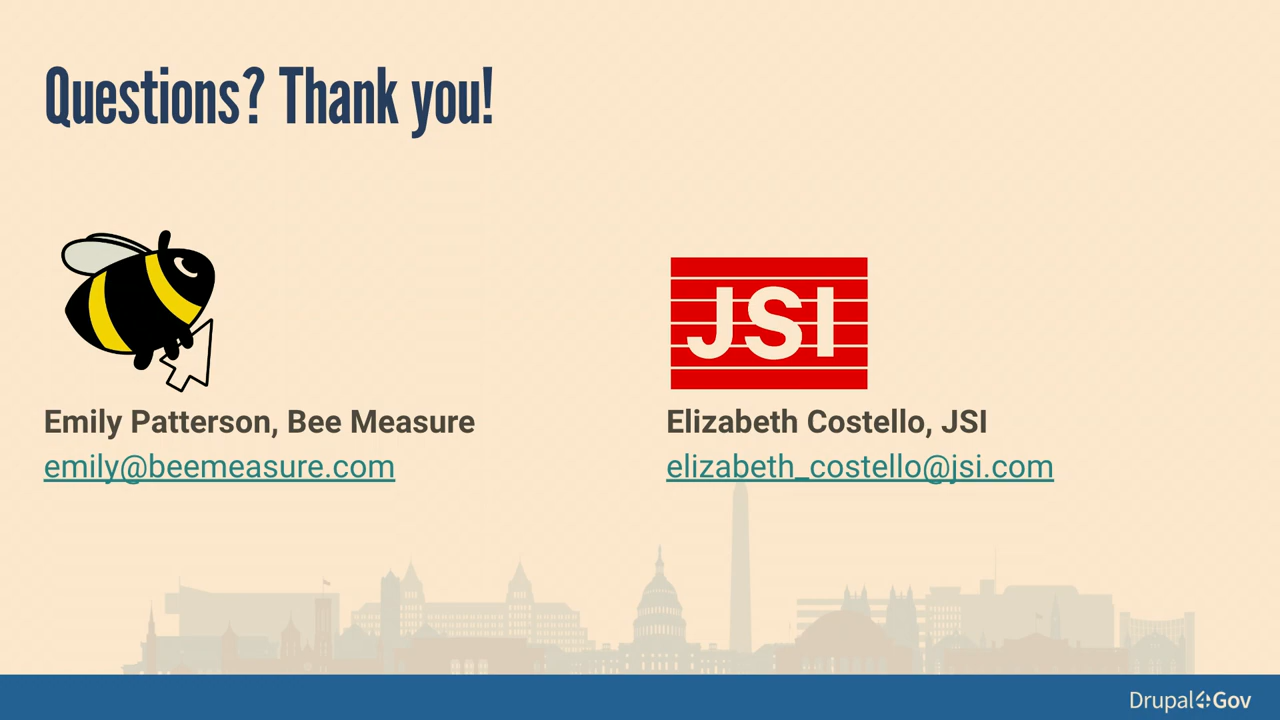 Questions? Thank you!
JSI
Emily Patterson, Bee Measure
emily@beemeasure.com
Elizabeth Costello, JSI
elizabeth_costello@jsi.com
Drupal4Gov